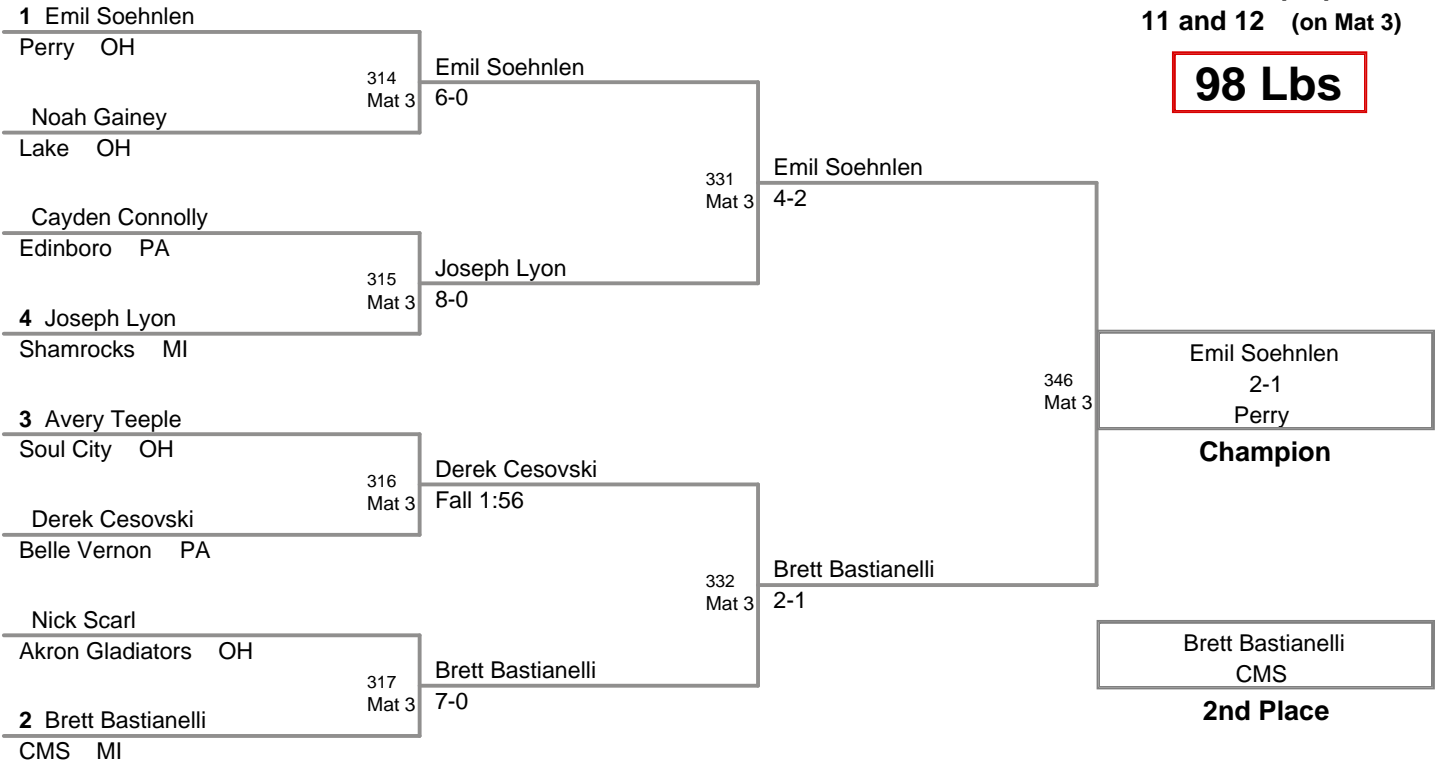 11 and 12 (on Mat 3)
98 Lbs
1 Emil Soehnlen
Perry OH
314
Mat 3
Emil Soehnlen
6-0
Noah Gainey
Lake OH
331
Mat 3
Emil Soehnlen
4-2
Cayden Connolly
Edinboro PA
315
Mat 3
Joseph Lyon
8-0
4 Joseph Lyon
Shamrocks MI
346
Mat 3
Emil Soehnlen
2-1
Perry
Champion
3 Avery Teeple
Soul City OH
316
Mat 3
Derek Cesovski
Fall 1:56
Derek Cesovski
Belle Vernon PA
332
Mat 3
Brett Bastianelli
2-1
Nick Scarl
Akron Gladiators OH
317
Mat 3
Brett Bastianelli
7-0
2 Brett Bastianelli
CMS MI
Brett Bastianelli
CMS
2nd Place